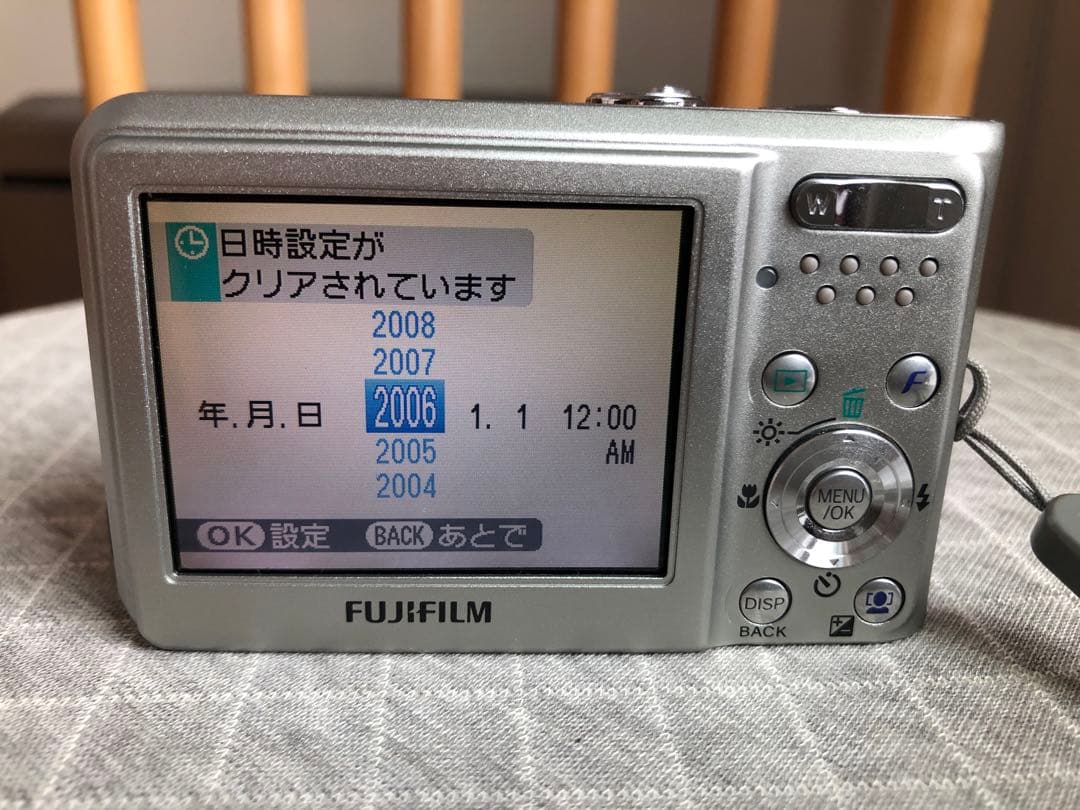 日時設定が
クリアされています
2008
2007
年.月.日 2006 1. 1 12:00
2005 AM
2004
OK 設定 BACK あとで
FUJIFILM
W T
F
MENU
/OK
DISP
BACK